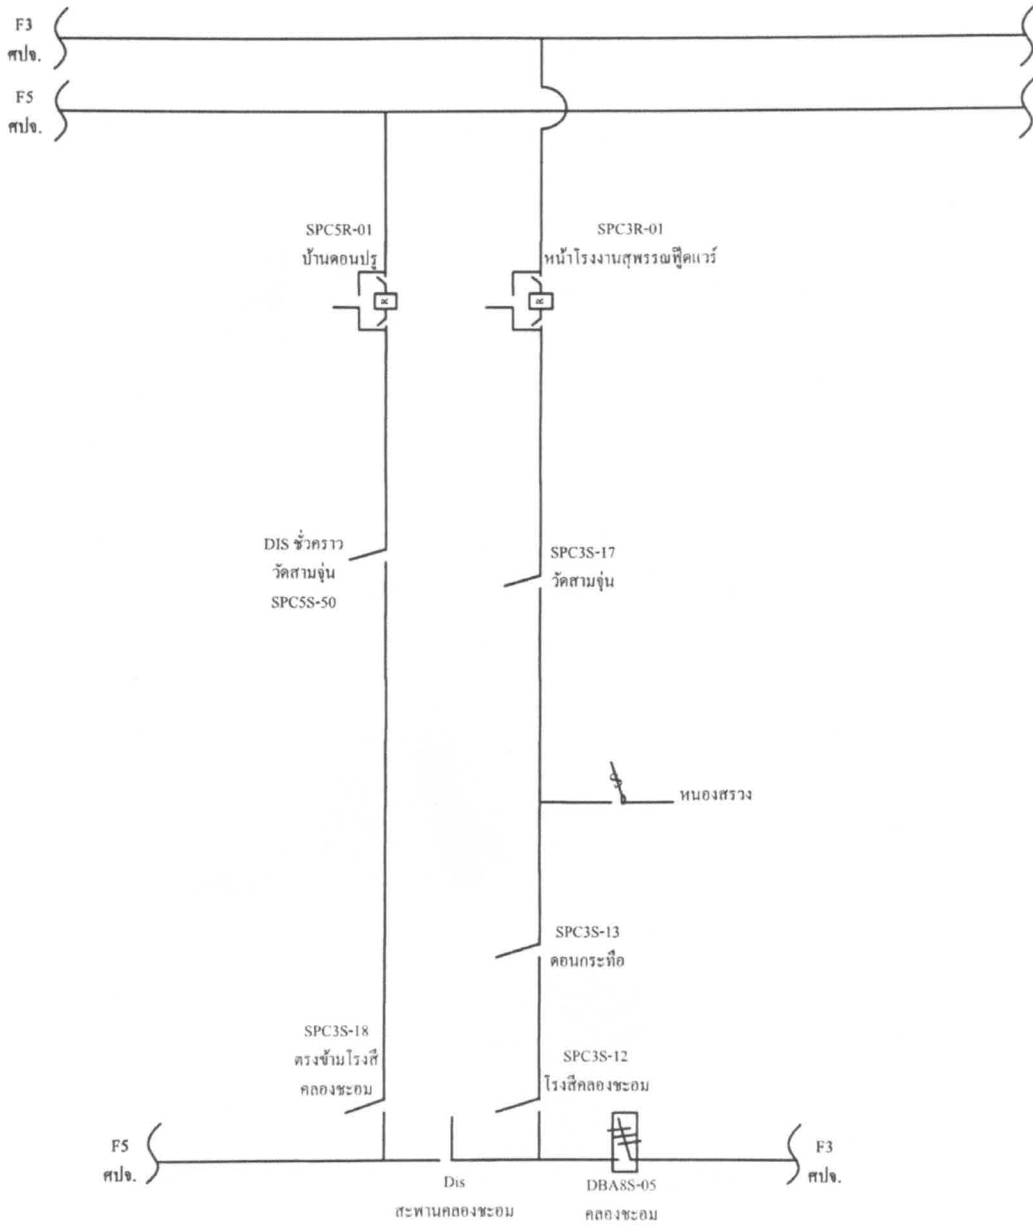 F3
ศปจ.
F5
ศปจ.
SPC5R-01
บ้านดอนปรู
SPC3R-01
หน้าโรงงานสุพรรณฟู๊ดแวร์
R
R
DIS ชั่วคราว
วัดสามจุ่น
SPC5S-50
SPC3S-17
วัดสามจุ่น
หนองสรวง
SPC3S-13
ดอนกระทือ
SPC3S-18
ตรงข้ามโรงสี
คลองชะอม
SPC3S-12
โรงสีคลองชะอม
F5
ศปจ.
F3
ศปจ.
Dis
สะพานคลองชะอม
DBA8S-05
คลองชะอม